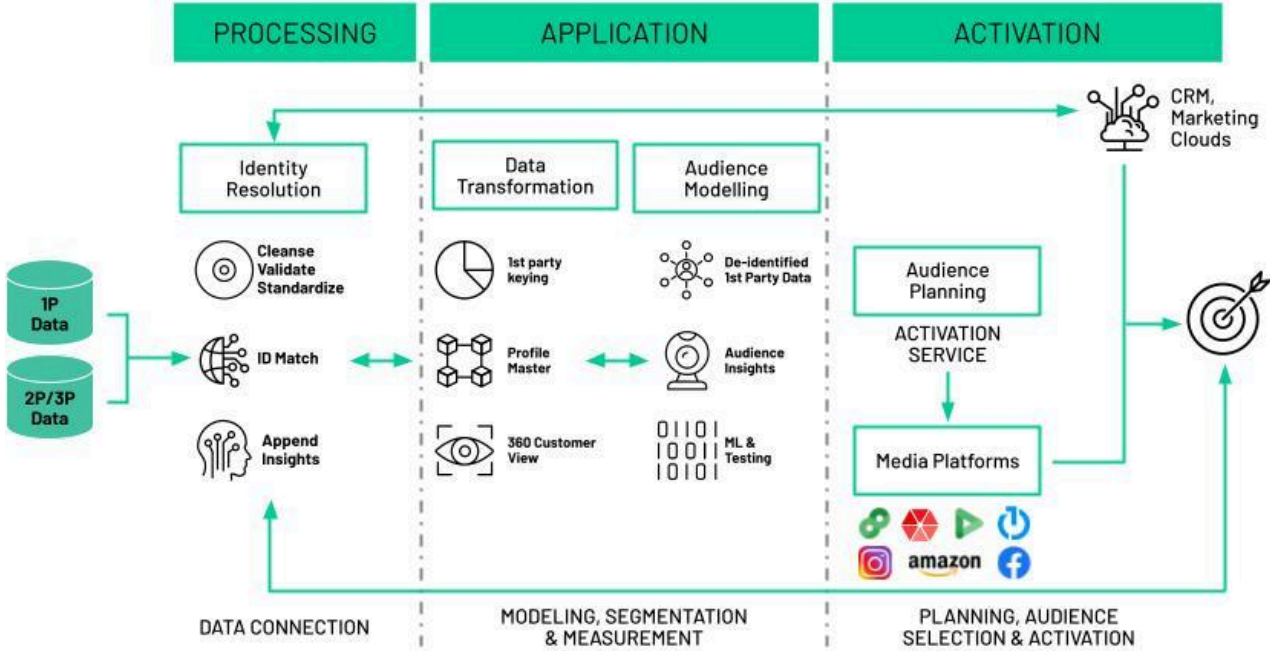 PROCESSING
APPLICATION
ACTIVATION
CRM,
Marketing
Clouds
Identity
Resolution
Data
Transformation
Audience
Modelling
Cleanse
Validate
Standardize
1st party
keying
De-identified
1st Party Data
Audience
Planning
1P
Data
2P/3P
Data
ID Match
Profile
Master
Audience
Insights
ACTIVATION
SERVICE
Append
Insights
360 Customer
View
01101
10011
01010
ML &
Testing
Media Platforms
amazon
DATA CONNECTION
MODELING, SEGMENTATION
& MEASUREMENT
PLANNING, AUDIENCE
SELECTION & ACTIVATION